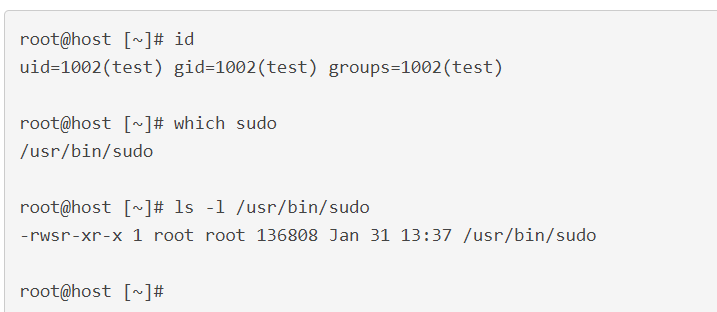 root@host [~]# id
uid=1002(test) gid=1002(test) groups=1002(test)
root@host [~]# which sudo
/usr/bin/sudo
root@host [~]# ls -l /usr/bin/sudo
-rwsr-xr-x 1 root root 136808 Jan 31 13:37 /usr/bin/sudo
root@host [~]#